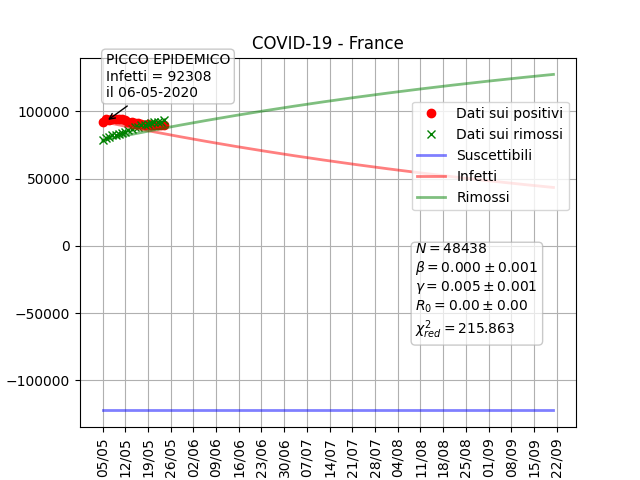 COVID-19 - France
PICCO EPIDEMICO
Infetti = 92308
il 06-05-2020
Dati sui positivi
Dati sui rimossi
Suscettibili
Infetti
Rimossi
N = 48438
β = 0.000 ± 0.001
γ = 0.005 ± 0.001
R₀ = 0.00 ± 0.00
χ²_red = 215.863
100000
50000
0
−50000
−100000
05/05 12/05 19/05 26/05 02/06 09/06 16/06 23/06 30/06 07/07 14/07 21/07 28/07 04/08 11/08 18/08 25/08 01/09 08/09 15/09 22/09